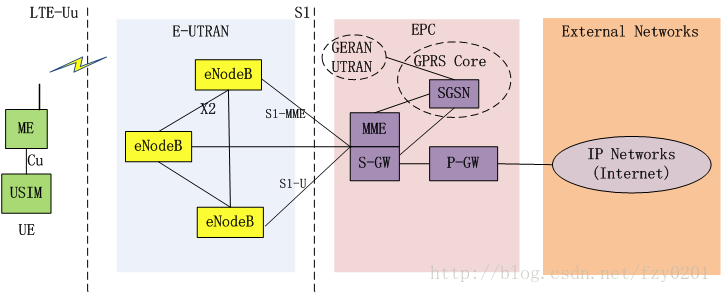 LTE-Uu
E-UTRAN
S1
EPC
External Networks
GERAN
UTRAN
GPRS Core
eNodeB
SGSN
X2
S1-MME
ME
MME
eNodeB
Cu
S-GW
P-GW
IP Networks
(Internet)
USIM
S1-U
eNodeB
UE
http://blog.csdn.net/fzy0201